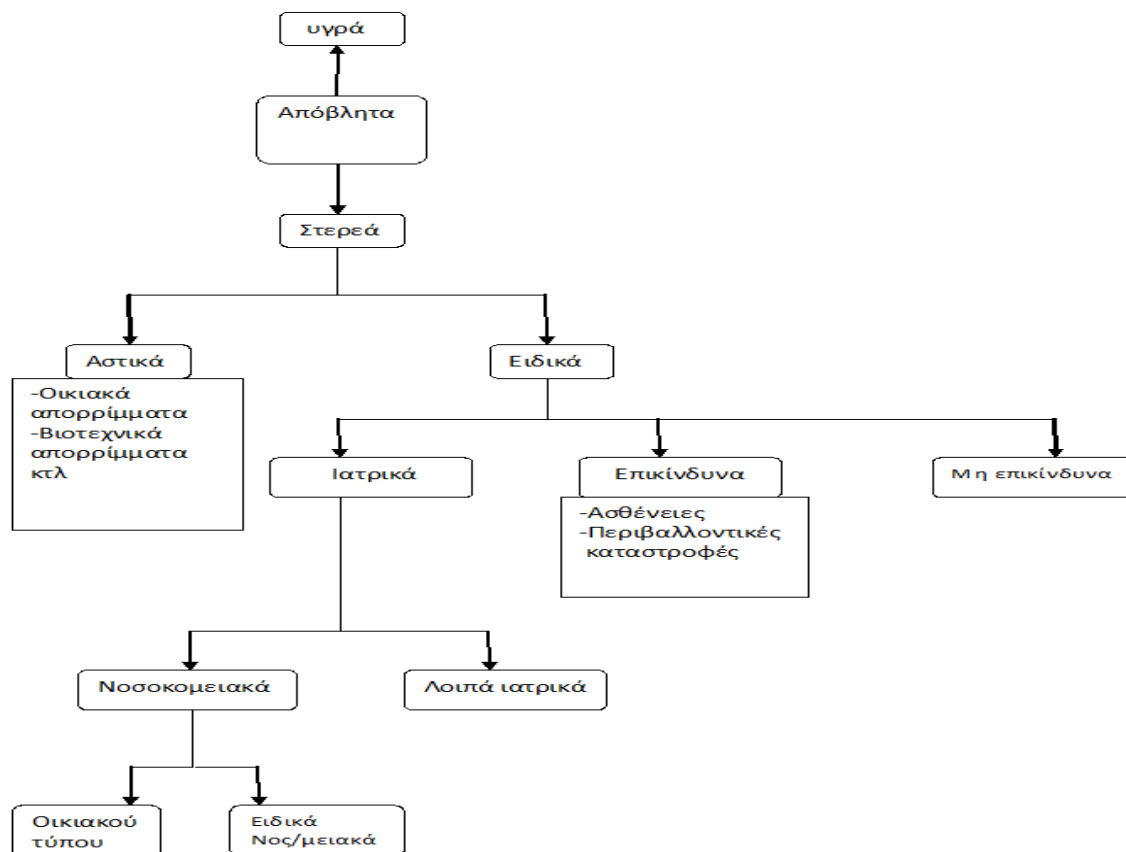 υγρά
Απόβλητα
Στερεά
Αστικά
Ειδικά
-Οικιακά
απορρίμματα
-Βιοτεχνικά
απορρίμματα
κτλ
Ιατρικά
Επικίνδυνα
Μη επικίνδυνα
-Ασθένειες
-Περιβαλλοντικές
καταστροφές
Νοσοκομειακά
Λοιπά ιατρικά
Οικιακού
τύπου
Ειδικά
Νος/μειακά